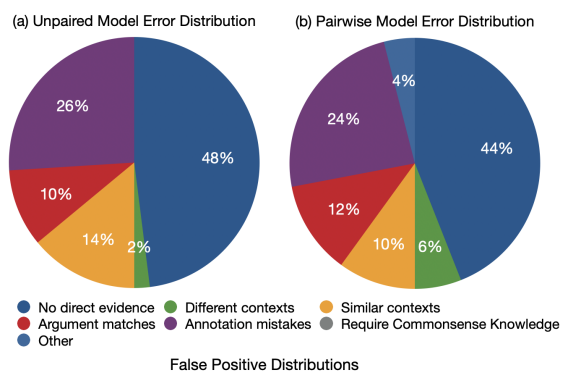 (a) Unpaired Model Error Distribution
(b) Pairwise Model Error Distribution
26%
48%
10%
14%
2%
4%
24%
44%
12%
10%
6%
No direct evidence
Different contexts
Similar contexts
Argument matches
Annotation mistakes
Require Commonsense Knowledge
Other
False Positive Distributions